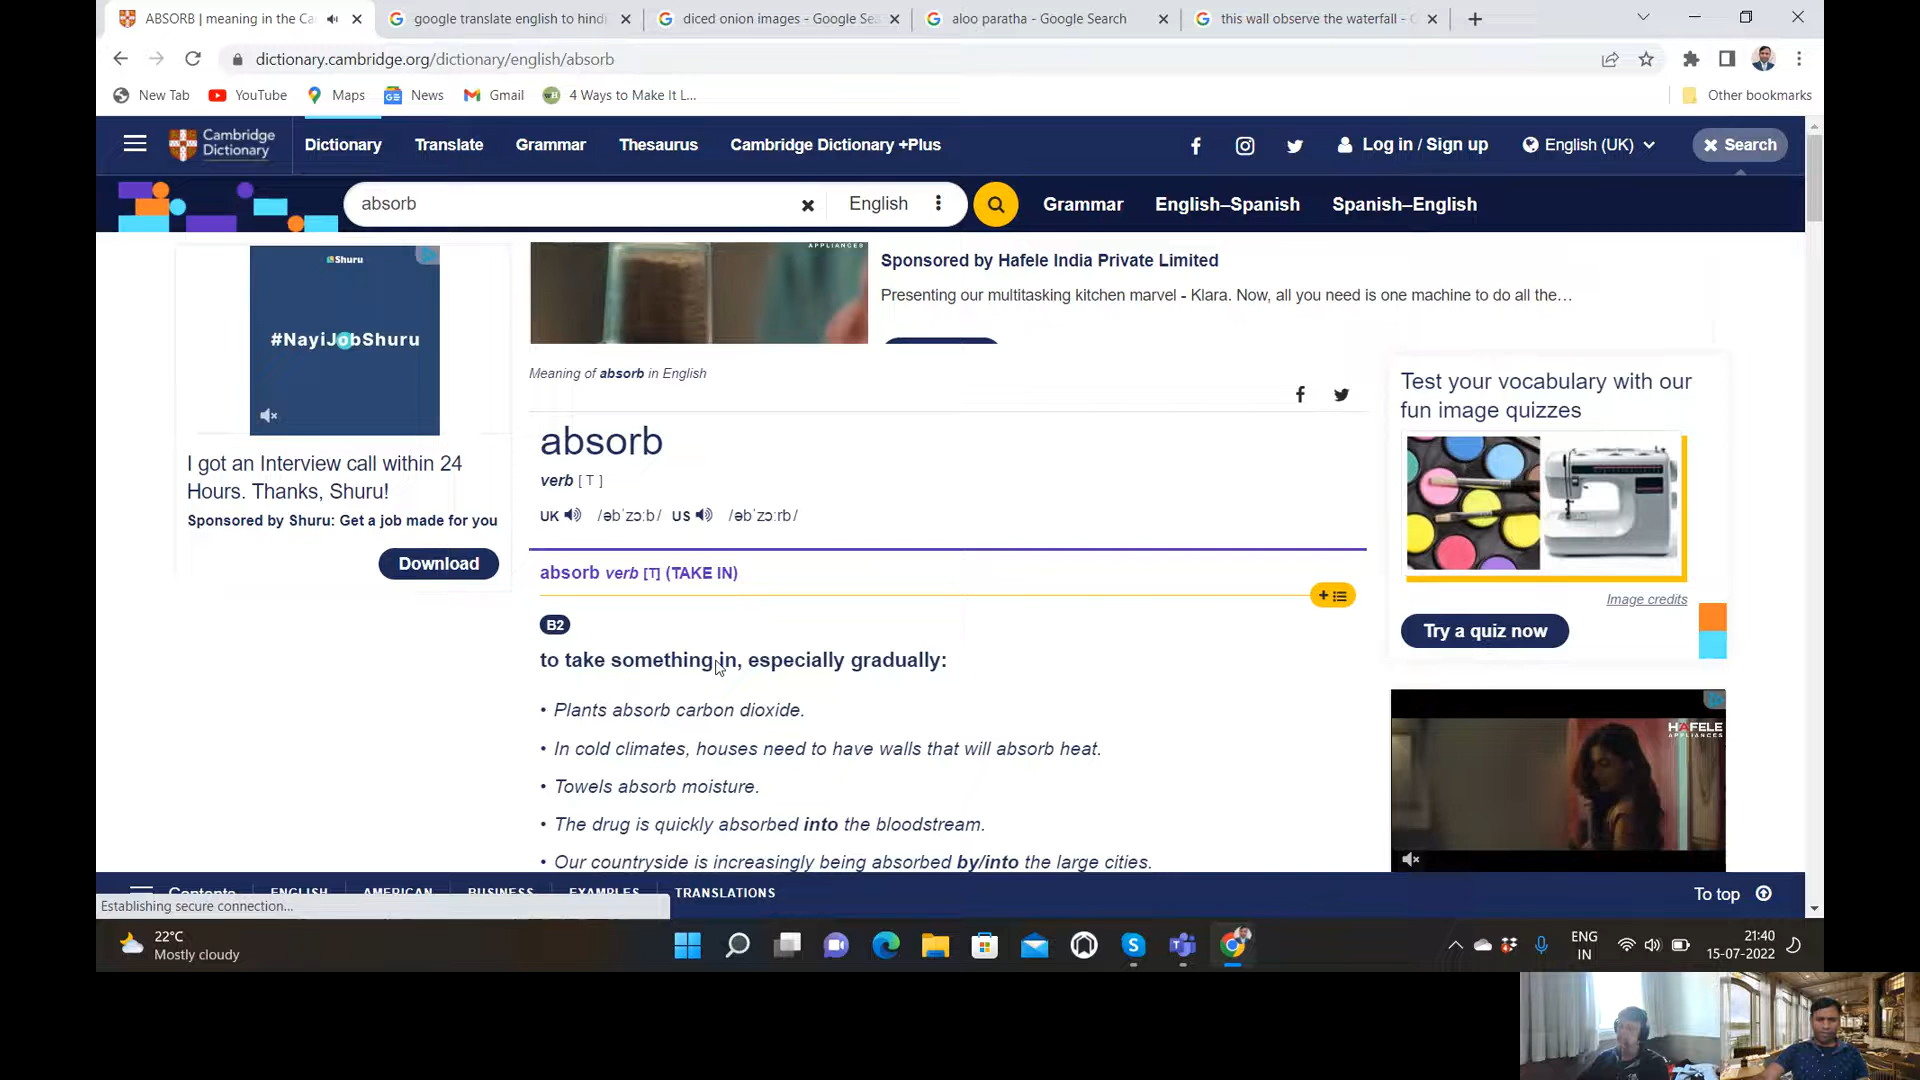 ABSORB | meaning in the Ca
google translate english to hindi
diced onion images - Google Sea
aloo paratha - Google Search
this wall observe the waterfall - G
dictionary.cambridge.org/dictionary/english/absorb
New Tab
YouTube
Maps
News
Gmail
4 Ways to Make It L...
Other bookmarks
Cambridge
Dictionary
Dictionary
Translate
Grammar
Thesaurus
Cambridge Dictionary +Plus
Log in / Sign up
English (UK)
Search
absorb
English
Grammar
English–Spanish
Spanish–English
Shuru
#NayiJobShuru
I got an Interview call within 24
Hours. Thanks, Shuru!
Sponsored by Shuru: Get a job made for you
Download
APPLIANCES
Sponsored by Hafele India Private Limited
Presenting our multitasking kitchen marvel - Klara. Now, all you need is one machine to do all the…
Meaning of absorb in English
absorb
verb [ T ]
UK /əbˈzɔːb/ US /əbˈzɔːrb/
absorb verb [T] (TAKE IN)
B2
to take something in, especially gradually:
• Plants absorb carbon dioxide.
• In cold climates, houses need to have walls that will absorb heat.
• Towels absorb moisture.
• The drug is quickly absorbed into the bloodstream.
• Our countryside is increasingly being absorbed by/into the large cities.
Test your vocabulary with our
fun image quizzes
Image credits
Try a quiz now
HAFELE
APPLIANCES
Contents
ENGLISH
AMERICAN
BUSINESS
EXAMPLES
TRANSLATIONS
To top
Establishing secure connection...
22°C
Mostly cloudy
ENG
IN
21:40
15-07-2022